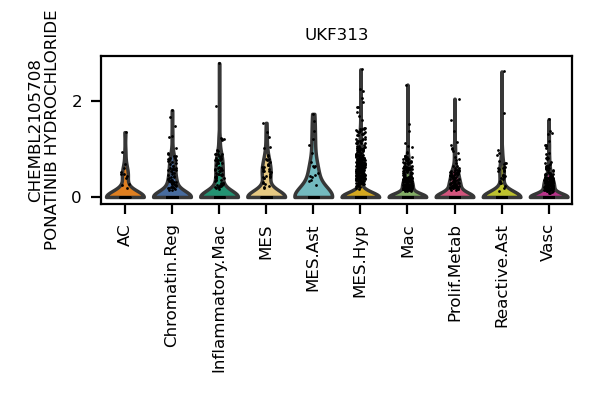 UKF313
CHEMBL2105708
PONATINIB HYDROCHLORIDE
2
0
AC
Chromatin.Reg
Inflammatory.Mac
MES
MES.Ast
MES.Hyp
Mac
Prolif.Metab
Reactive.Ast
Vasc